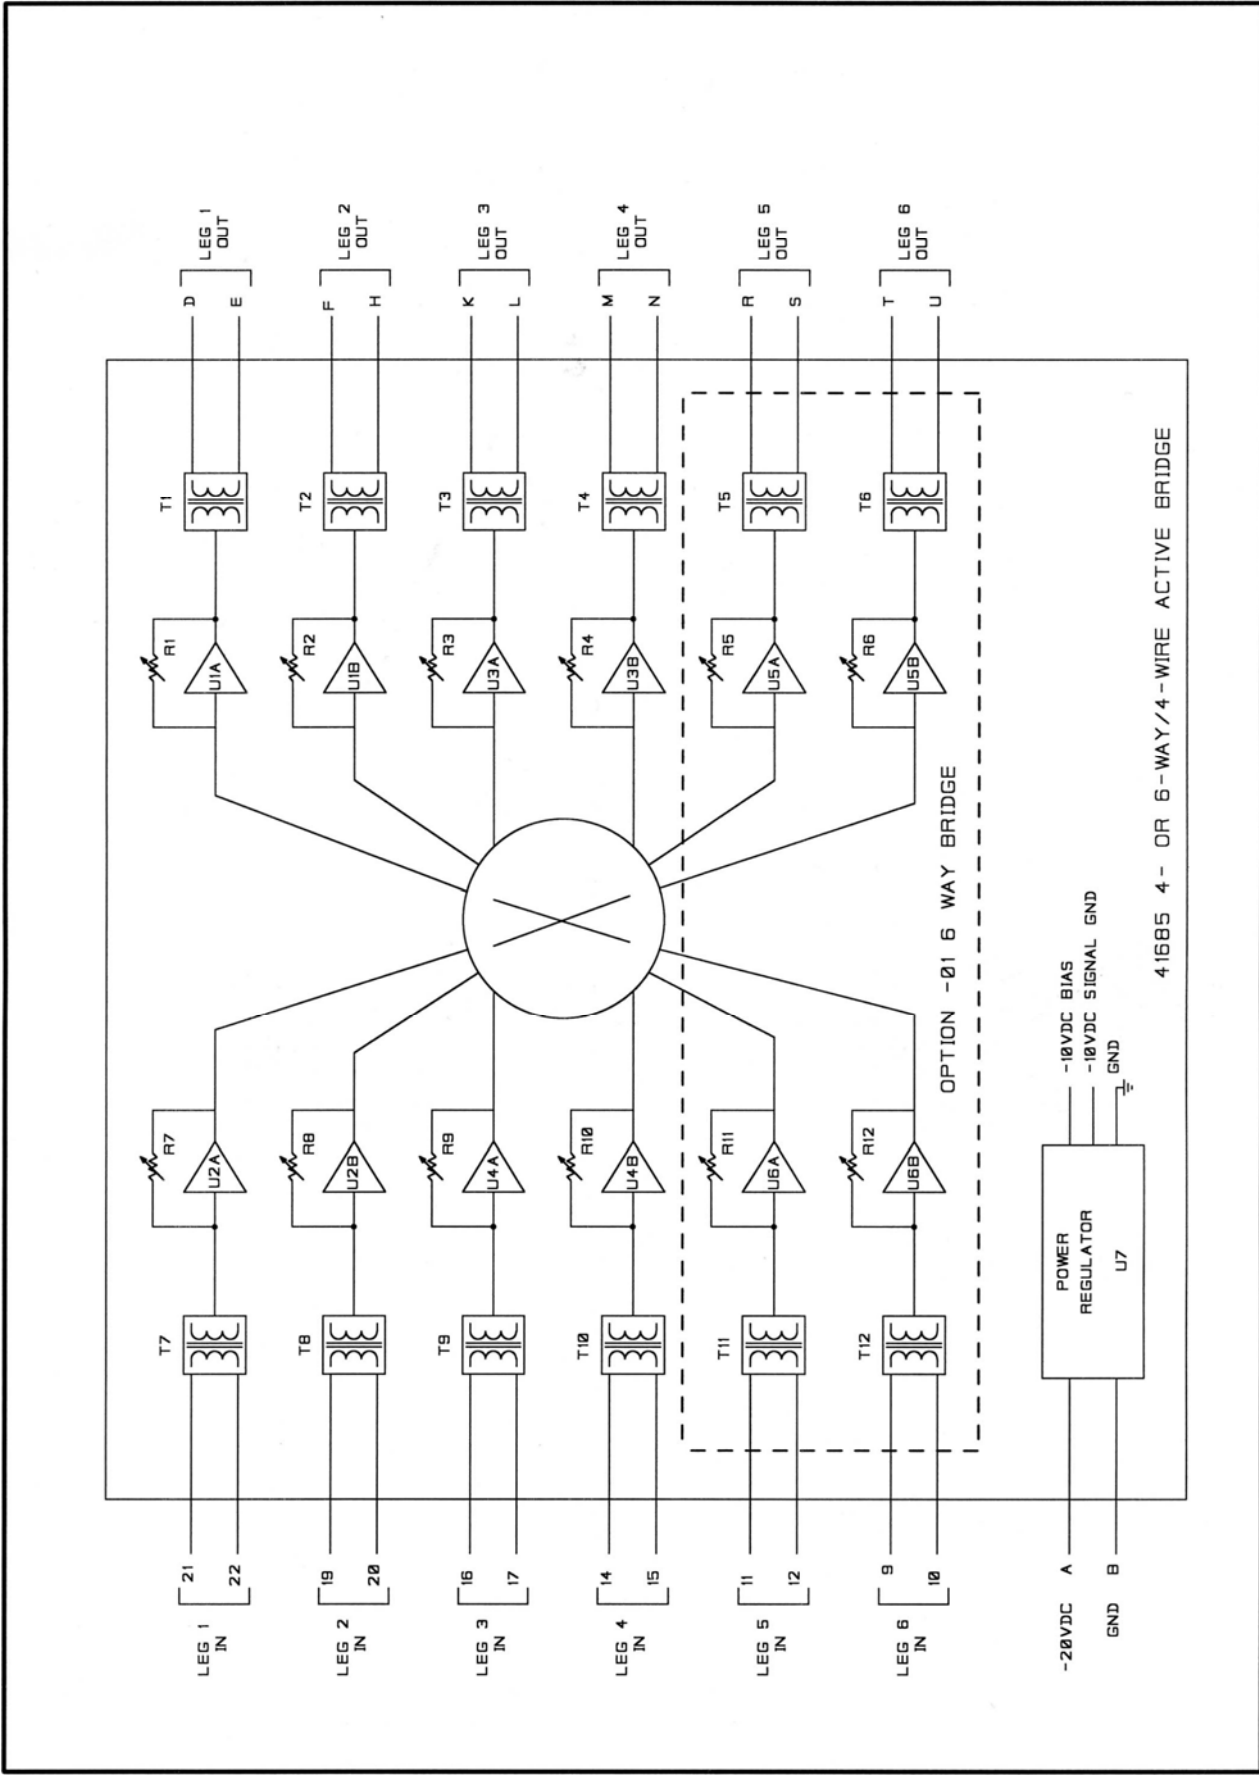 LEG 1
IN
21
22
T7
R7
U2A
R1
U1A
T1
D
E
LEG 1
OUT
LEG 2
IN
19
20
T8
R8
U2B
R2
U1B
T2
F
H
LEG 2
OUT
LEG 3
IN
16
17
T9
R9
U4A
R3
U3A
T3
K
L
LEG 3
OUT
LEG 4
IN
14
15
T10
R10
U4B
R4
U3B
T4
M
N
LEG 4
OUT
LEG 5
IN
11
12
T11
R11
U6A
R5
U5A
T5
R
S
LEG 5
OUT
LEG 6
IN
9
10
T12
R12
U6B
R6
U5B
T6
T
U
LEG 6
OUT
OPTION -01 6 WAY BRIDGE
-20VDC A
GND B
POWER
REGULATOR
U7
-10VDC BIAS
-10VDC SIGNAL GND
GND
41685 4- OR 6-WAY/4-WIRE ACTIVE BRIDGE